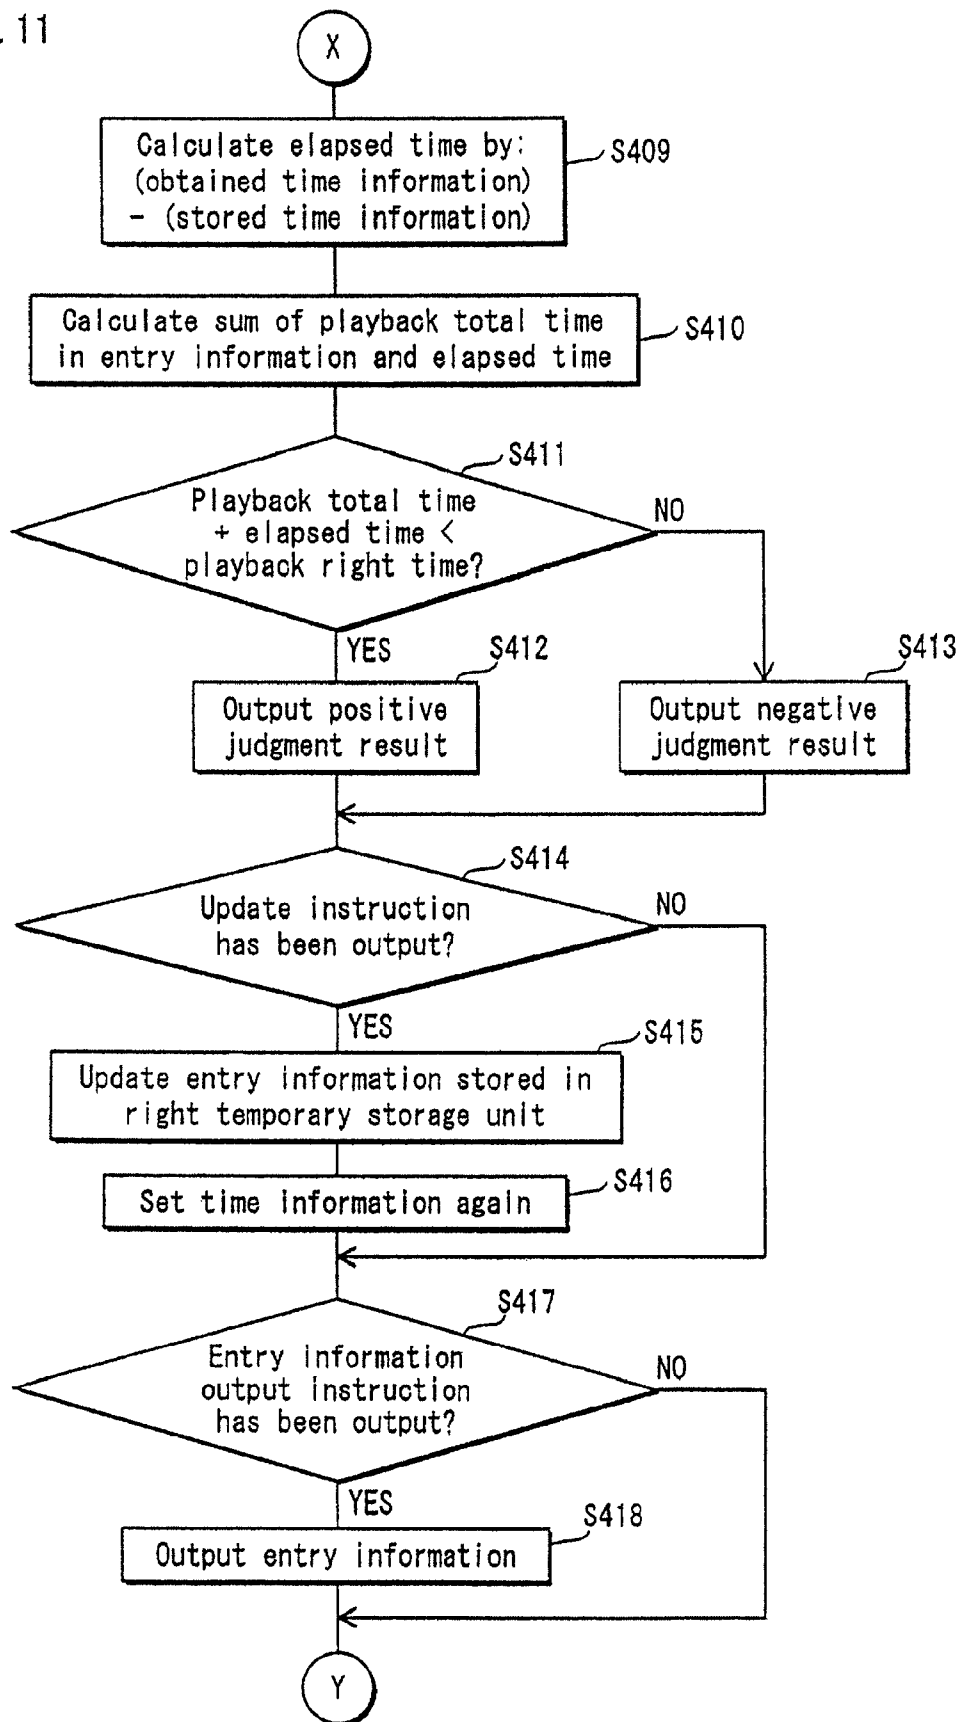 . 11
X
Calculate elapsed time by:
(obtained time information)
- (stored time information)
S409
Calculate sum of playback total time
in entry information and elapsed time
S410
S411
Playback total time
+ elapsed time <
playback right time?
NO
YES
S412
S413
Output positive
judgment result
Output negative
judgment result
S414
Update instruction
has been output?
NO
YES
S415
Update entry information stored in
right temporary storage unit
Set time information again
S416
S417
Entry information
output instruction
has been output?
NO
YES
S418
Output entry information
Y